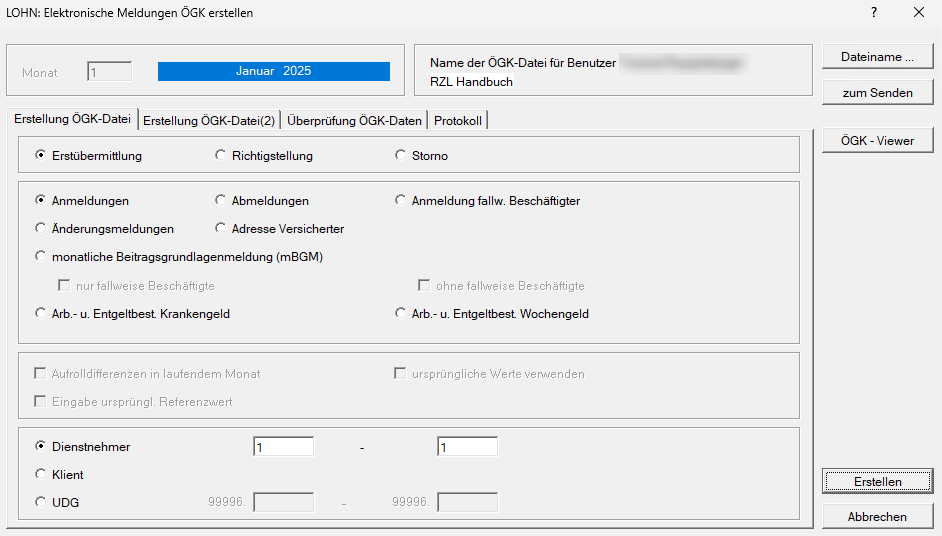 LOHN: Elektronische Meldungen ÖGK erstellen
Monat 1 Januar 2025
Name der ÖGK-Datei für Benutzer
RZL Handbuch
Dateiname ...
zum Senden
ÖGK - Viewer
Erstellung ÖGK-Datei Erstellung ÖGK-Datei(2) Überprüfung ÖGK-Daten Protokoll
Erstübermittlung Richtigstellung Storno
Anmeldungen Abmeldungen Anmeldung fallw. Beschäftigter
Änderungsmeldungen Adresse Versicherter
monatliche Beitragsgrundlagenmeldung (mBGM)
nur fallweise Beschäftigte ohne fallweise Beschäftigte
Arb.- u. Entgeltbest. Krankengeld Arb.- u. Entgeltbest. Wochengeld
Aufrolldifferenzen in laufendem Monat ursprüngliche Werte verwenden
Eingabe ursprüngl. Referenzwert
Dienstnehmer 1 - 1
Klient
UDG 99996. - 99996.
Erstellen
Abbrechen